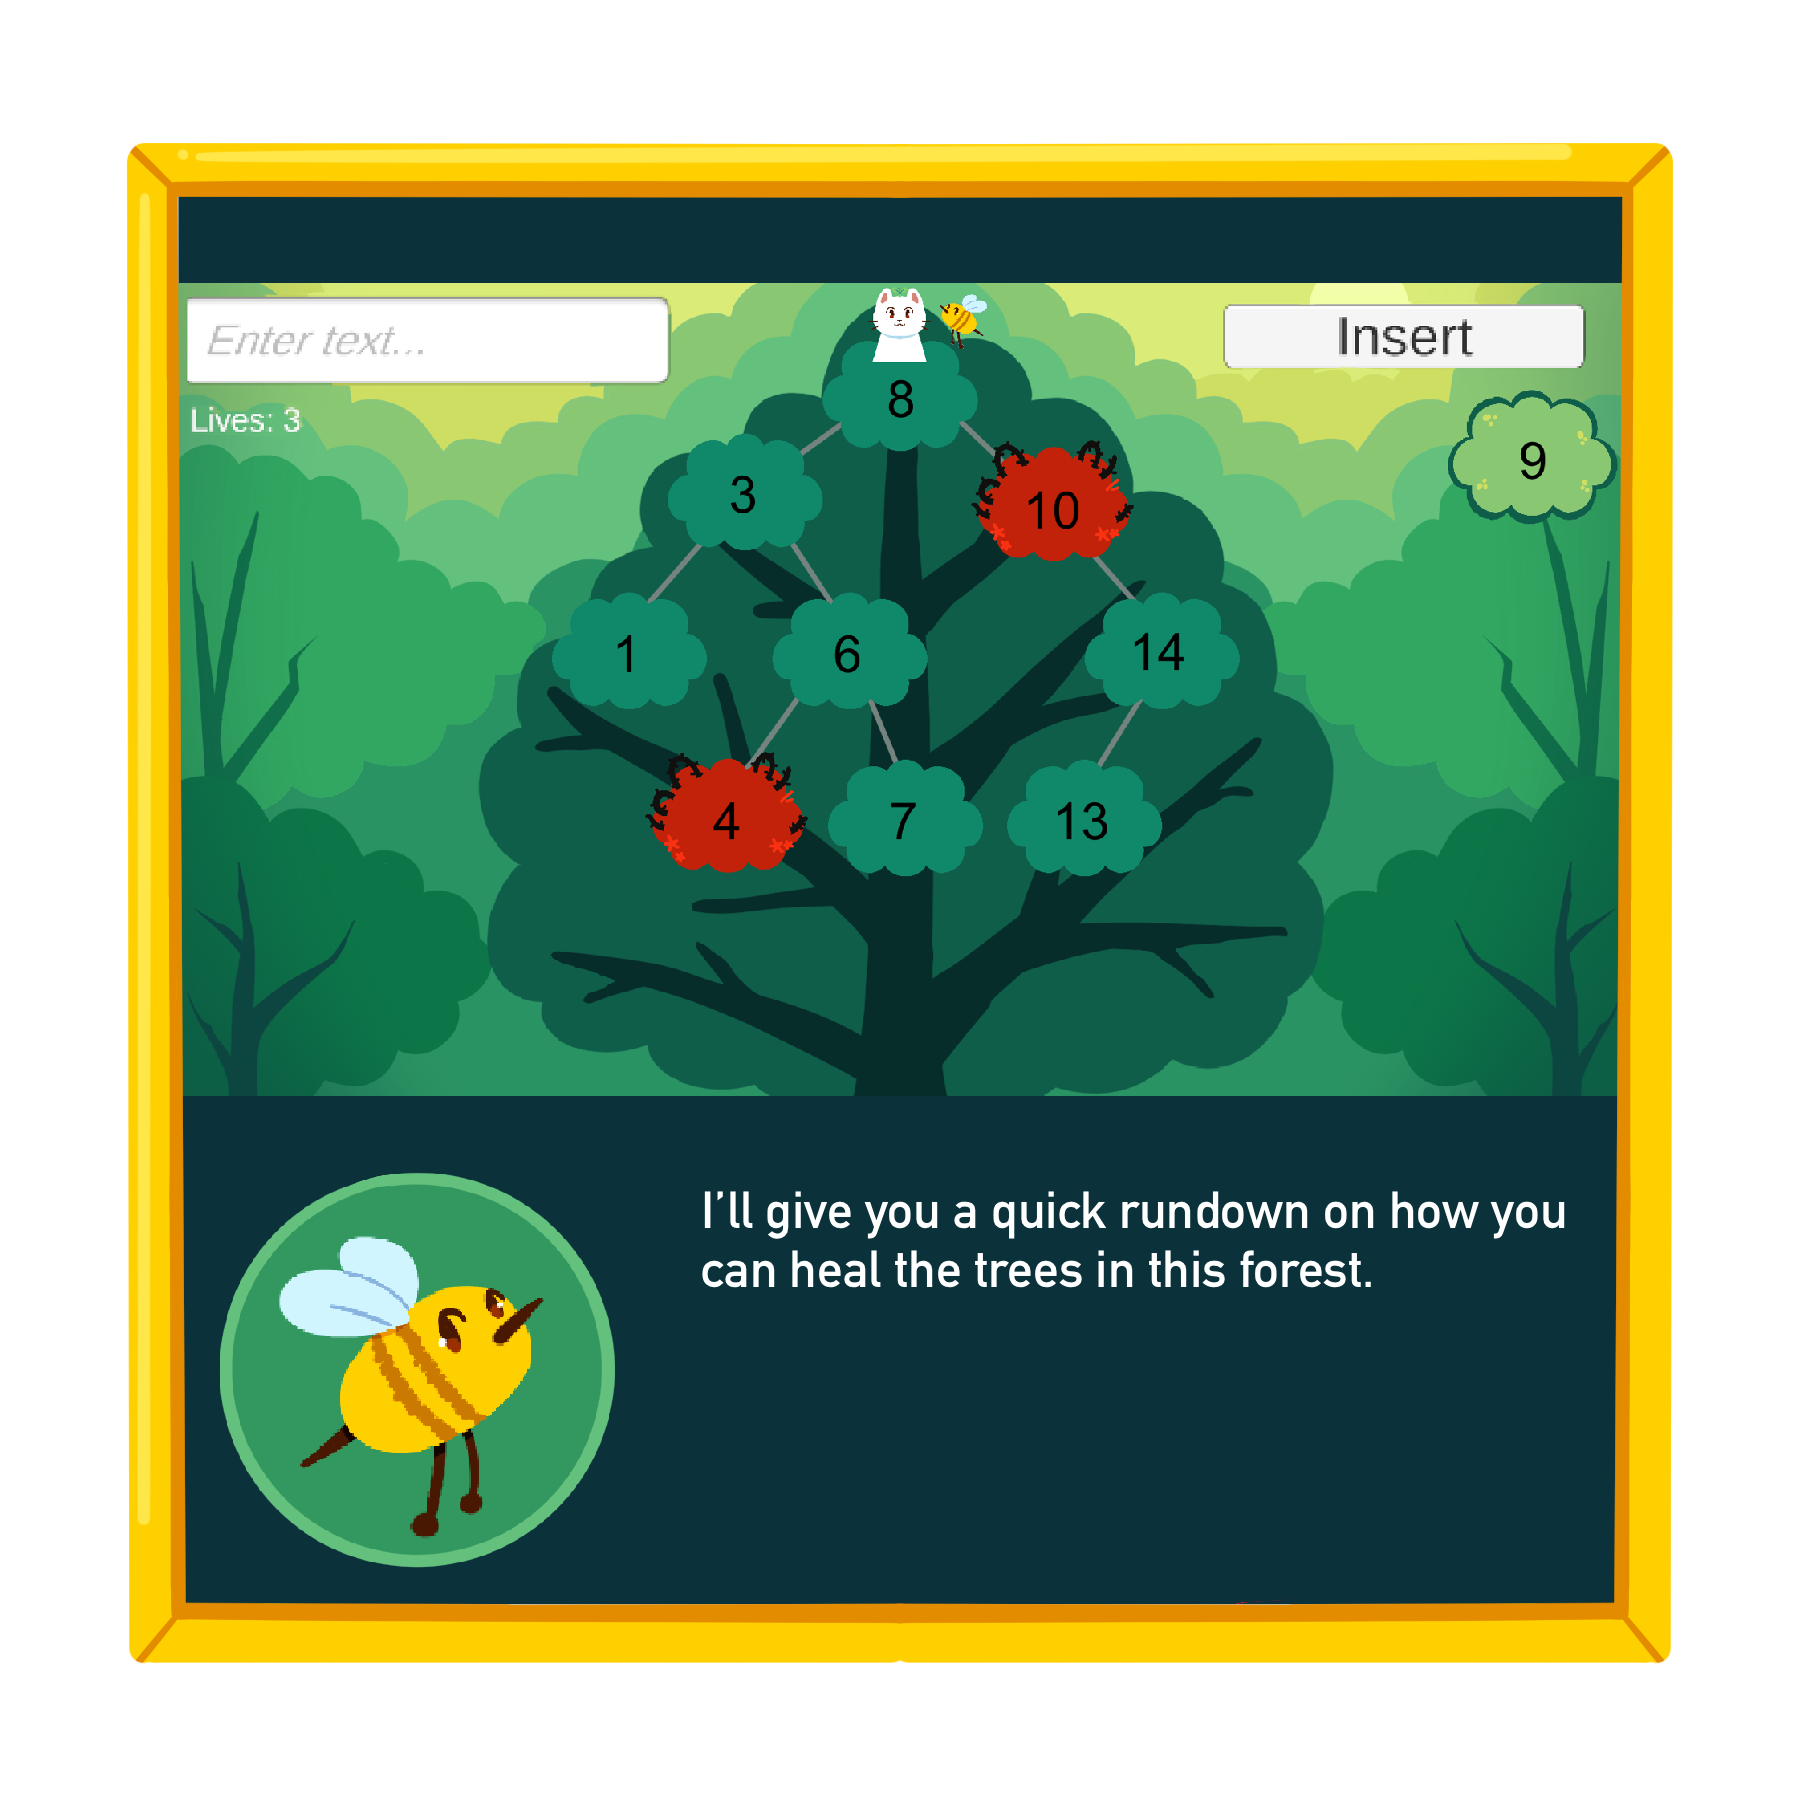 Enter text...
Insert
Lives: 3
8
9
3
10
1
6
14
4
7
13
I'll give you a quick rundown on how you
can heal the trees in this forest.